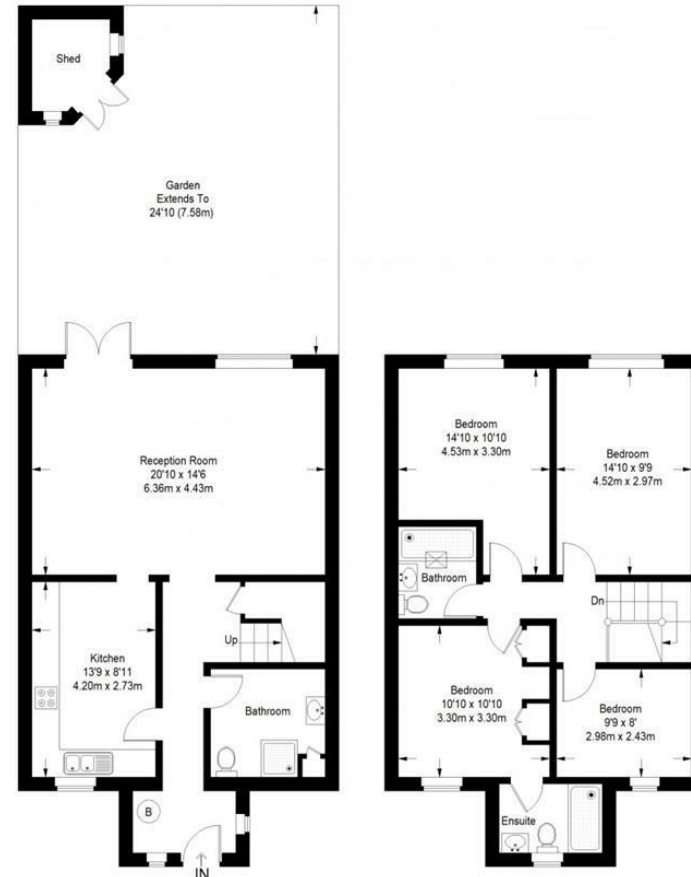 Shed
Garden
Extends To
24'10 (7.58m)
Reception Room
20'10 x 14'6
6.36m x 4.43m
Kitchen
13'9 x 8'11
4.20m x 2.73m
Up
Bathroom
B
IN
Bedroom
14'10 x 10'10
4.53m x 3.30m
Bedroom
14'10 x 9'9
4.52m x 2.97m
Bathroom
Dn
Bedroom
10'10 x 10'10
3.30m x 3.30m
Bedroom
9'9 x 8'
2.98m x 2.43m
Ensuite